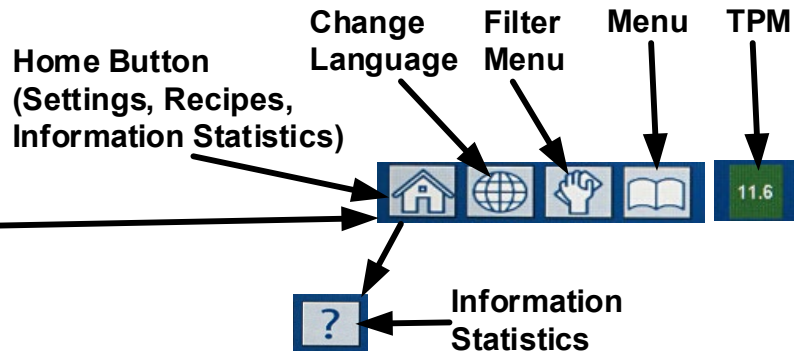 Home Button
(Settings, Recipes,
Information Statistics)
Change
Language
Filter
Menu
Menu
TPM
11.6
?
Information
Statistics